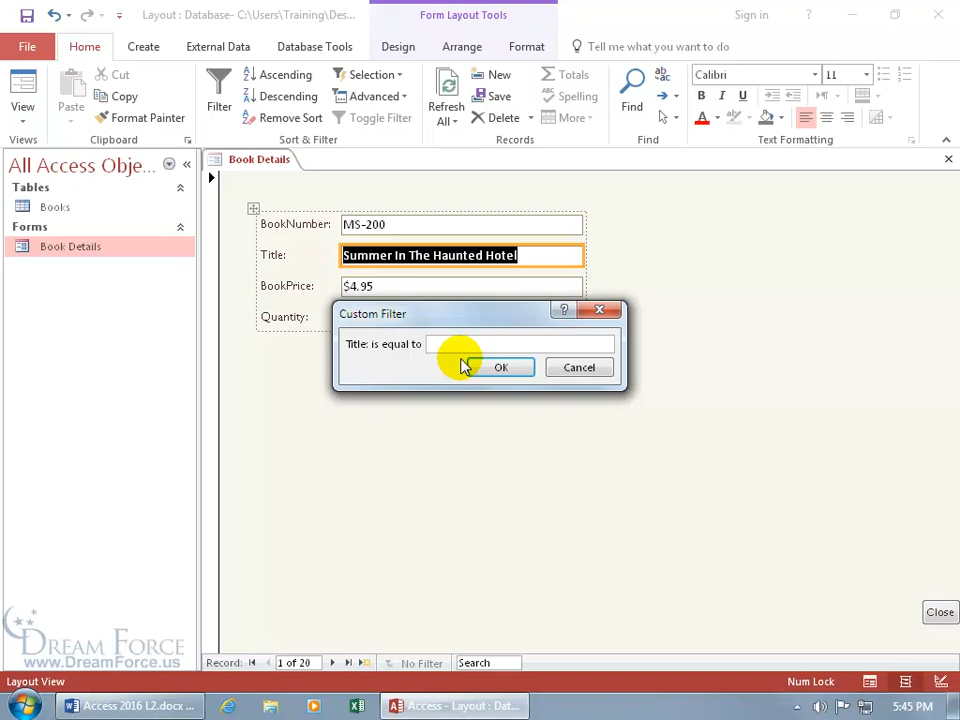 Layout : Database- C:\Users\Training\Des...
Form Layout Tools
Sign in
?
File
Home
Create
External Data
Database Tools
Design
Arrange
Format
Tell me what you want to do
View
Views
Paste
Cut
Copy
Format Painter
Clipboard
Filter
Ascending
Descending
Remove Sort
Selection
Advanced
Toggle Filter
Sort & Filter
Refresh
All
New
Save
Delete
Totals
Spelling
More
Records
Find
Find
Calibri
11
B I U
Text Formatting
All Access Obje...
Tables
Books
Forms
Book Details
Book Details
BookNumber: MS-200
Title: Summer In The Haunted Hotel
BookPrice: $4.95
Quantity:
Custom Filter
Title: is equal to
OK
Cancel
Close
DREAM FORCE
www.DreamForce.us
Record: 1 of 20 No Filter Search
Layout View
Num Lock
Access 2016 L2.docx ...
Access - Layout : Dat...
5:45 PM